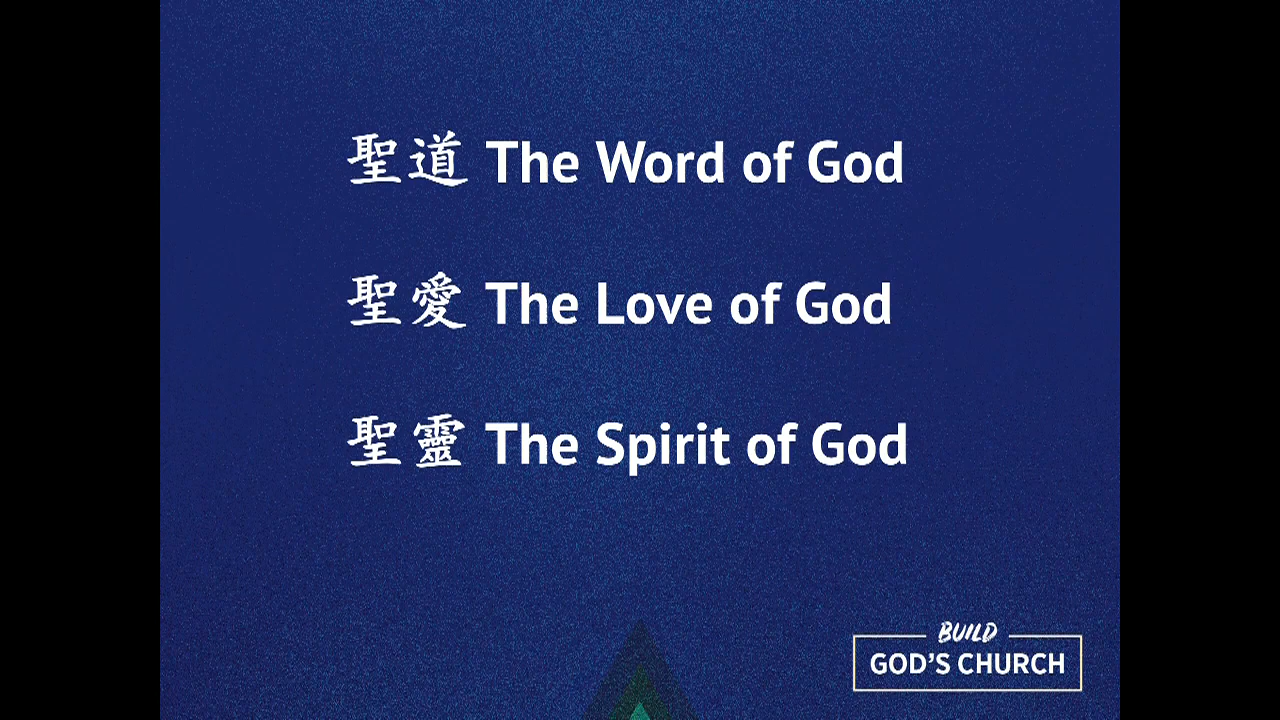 聖道 The Word of God
聖愛 The Love of God
聖靈 The Spirit of God
BUILD
GOD'S CHURCH